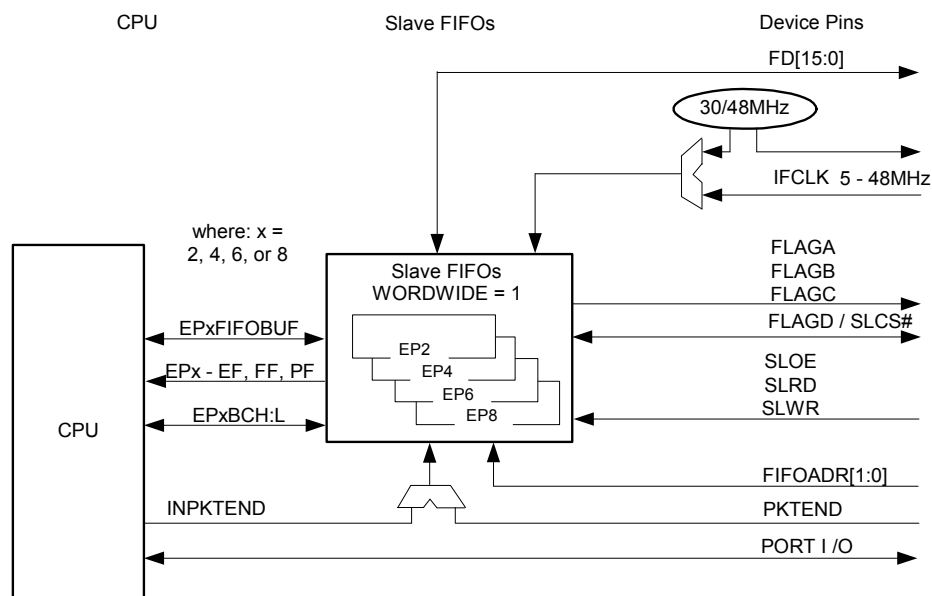 CPU
Slave FIFOs
Device Pins
FD[15:0]
30/48MHz
IFCLK 5 - 48MHz
where: x =
2, 4, 6, or 8
Slave FIFOs
WORDWIDE = 1
EP2
EP4
EP6
EP8
FLAGA
FLAGB
FLAGC
FLAGD / SLCS#
SLOE
SLRD
SLWR
EPxFIFOBUF
EPx - EF, FF, PF
EPxBCH:L
CPU
FIFOADR[1:0]
INPKTEND
PKTEND
PORT I /O